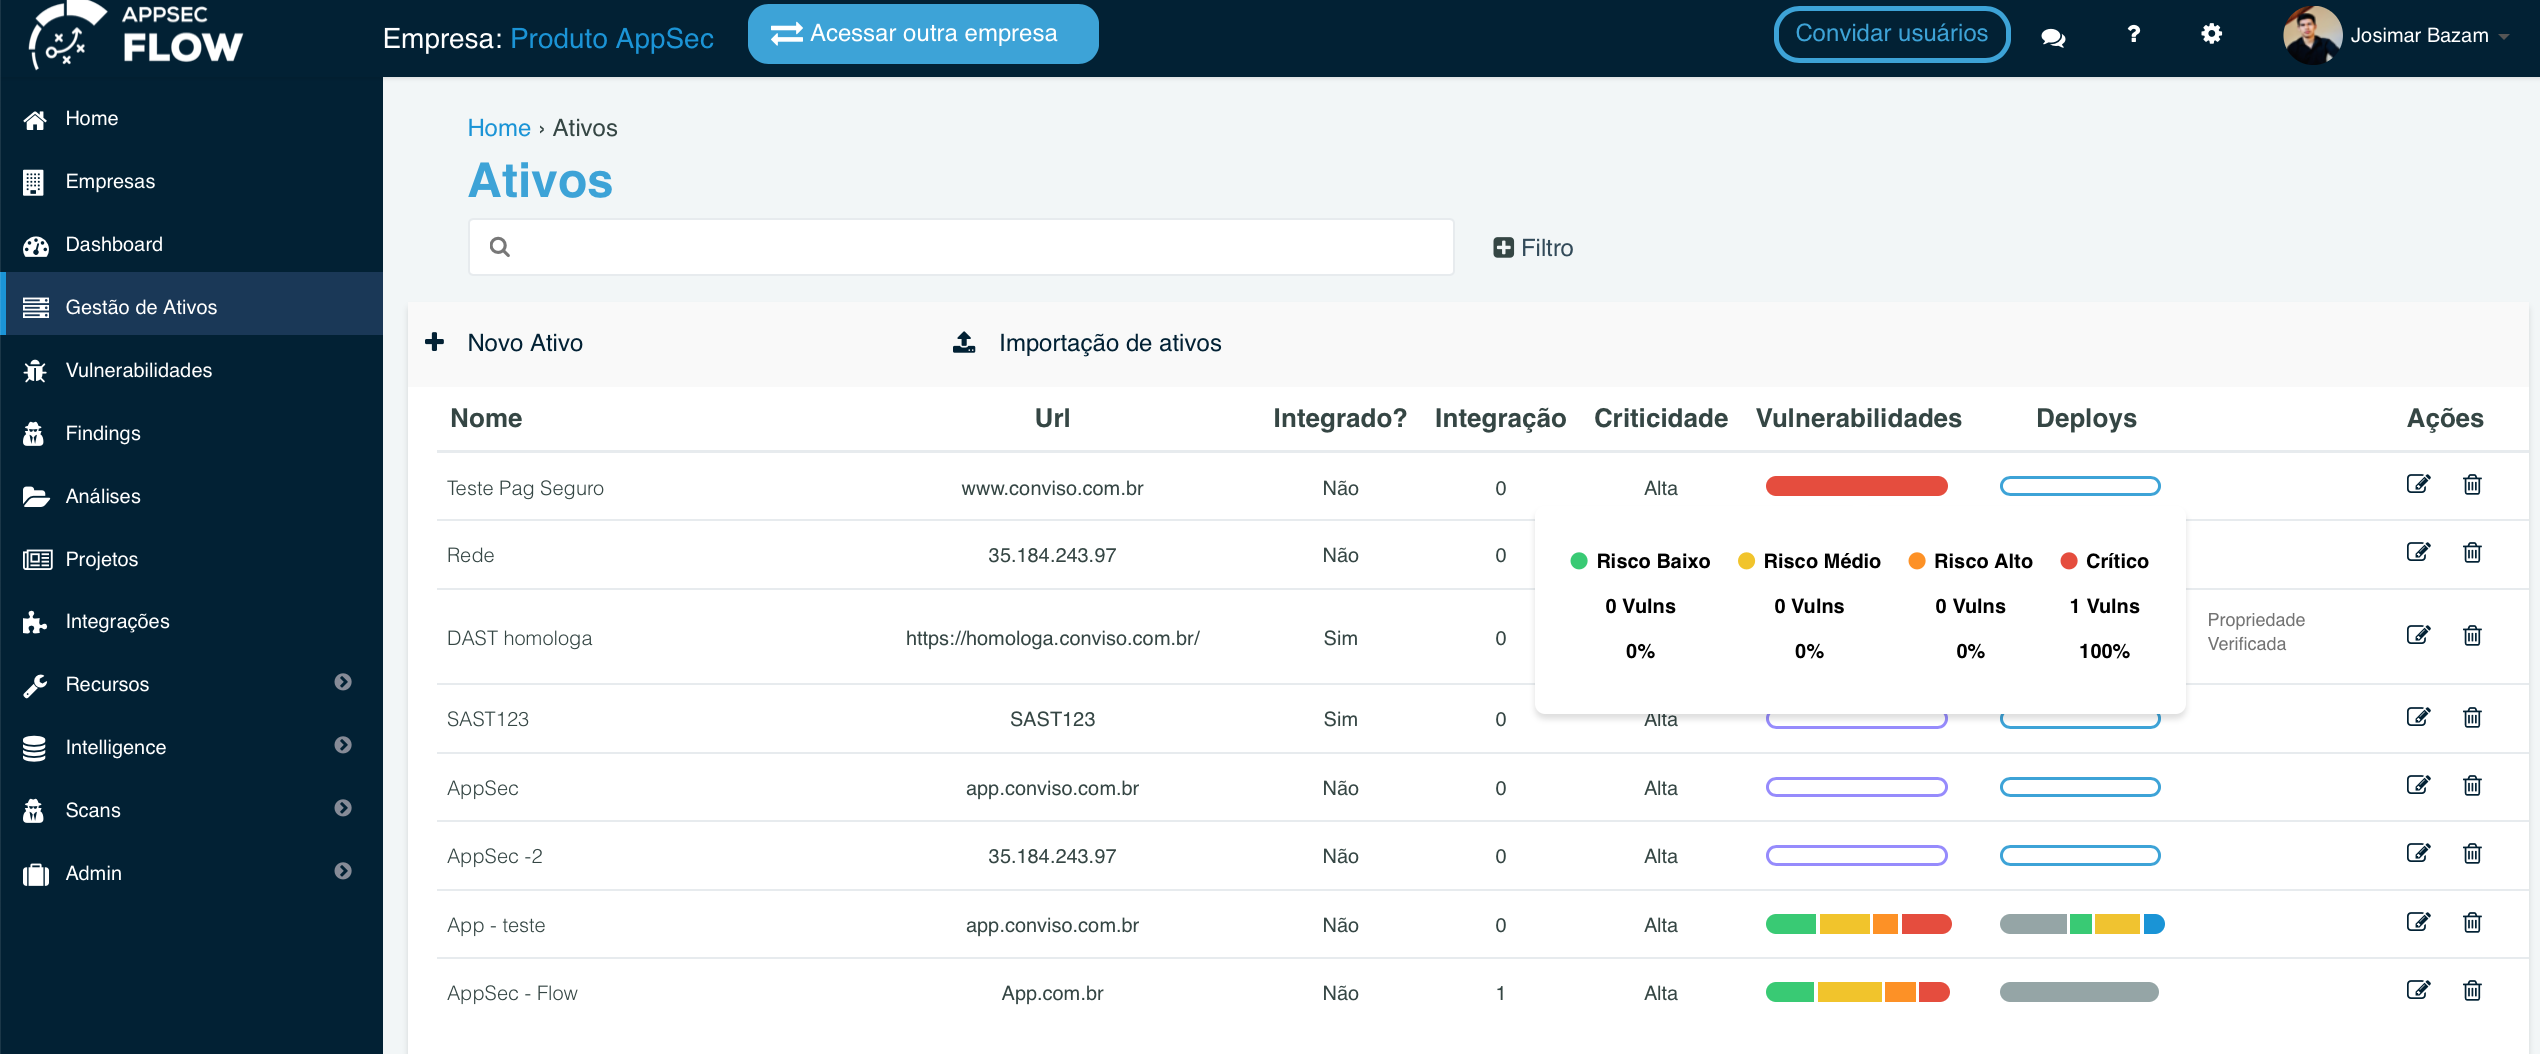 APPSEC
FLOW
Empresa: Produto AppSec
Acessar outra empresa
Convidar usuários
?
Josimar Bazam
Home
Empresas
Dashboard
Gestão de Ativos
Vulnerabilidades
Findings
Análises
Projetos
Integrações
Recursos
Intelligence
Scans
Admin
Home › Ativos
Ativos
Filtro
Novo Ativo
Importação de ativos
Nome Url Integrado? Integração Criticidade Vulnerabilidades Deploys Ações
Teste Pag Seguro www.conviso.com.br Não 0 Alta
Rede 35.184.243.97 Não 0
DAST homologa https://homologa.conviso.com.br/ Sim 0
Propriedade
Verificada
Risco Baixo Risco Médio Risco Alto Crítico
0 Vulns 0 Vulns 0 Vulns 1 Vulns
0% 0% 0% 100%
SAST123 SAST123 Sim 0 Alta
AppSec app.conviso.com.br Não 0 Alta
AppSec -2 35.184.243.97 Não 0 Alta
App - teste app.conviso.com.br Não 0 Alta
AppSec - Flow App.com.br Não 1 Alta